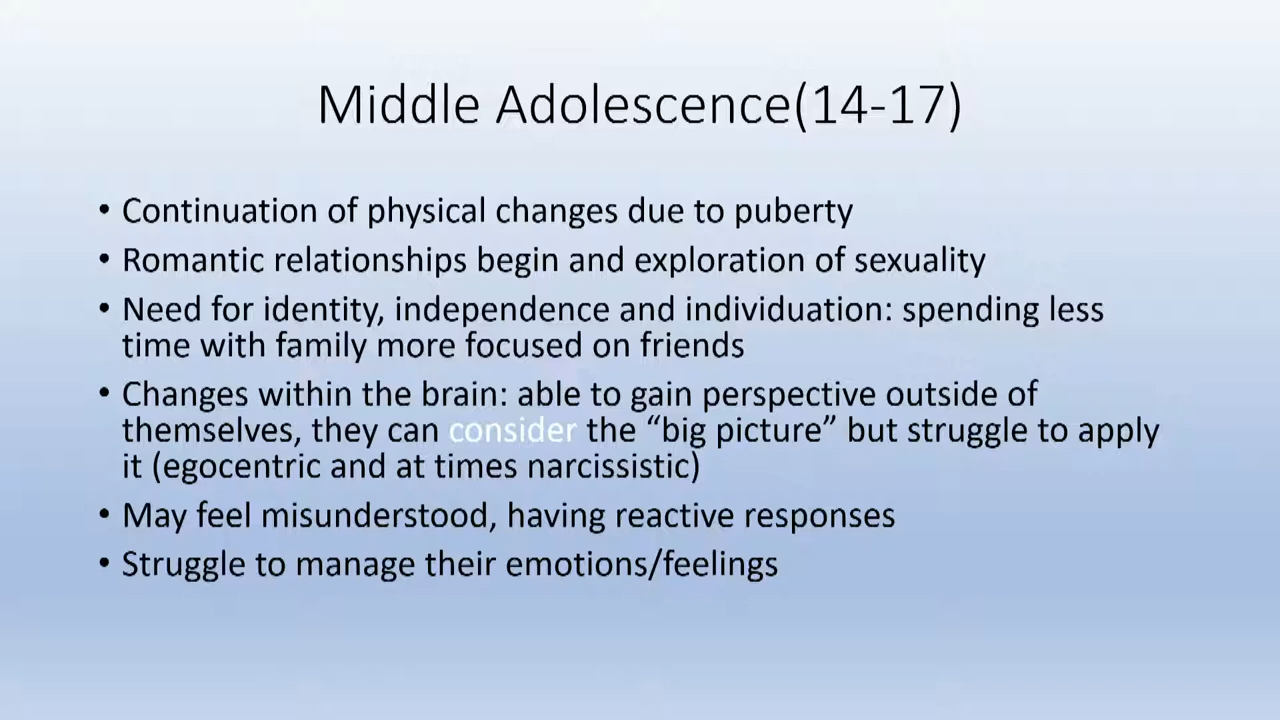 Middle Adolescence(14-17)
• Continuation of physical changes due to puberty
• Romantic relationships begin and exploration of sexuality
• Need for identity, independence and individuation: spending less
time with family more focused on friends
• Changes within the brain: able to gain perspective outside of
themselves, they can consider the “big picture” but struggle to apply
it (egocentric and at times narcissistic)
• May feel misunderstood, having reactive responses
• Struggle to manage their emotions/feelings